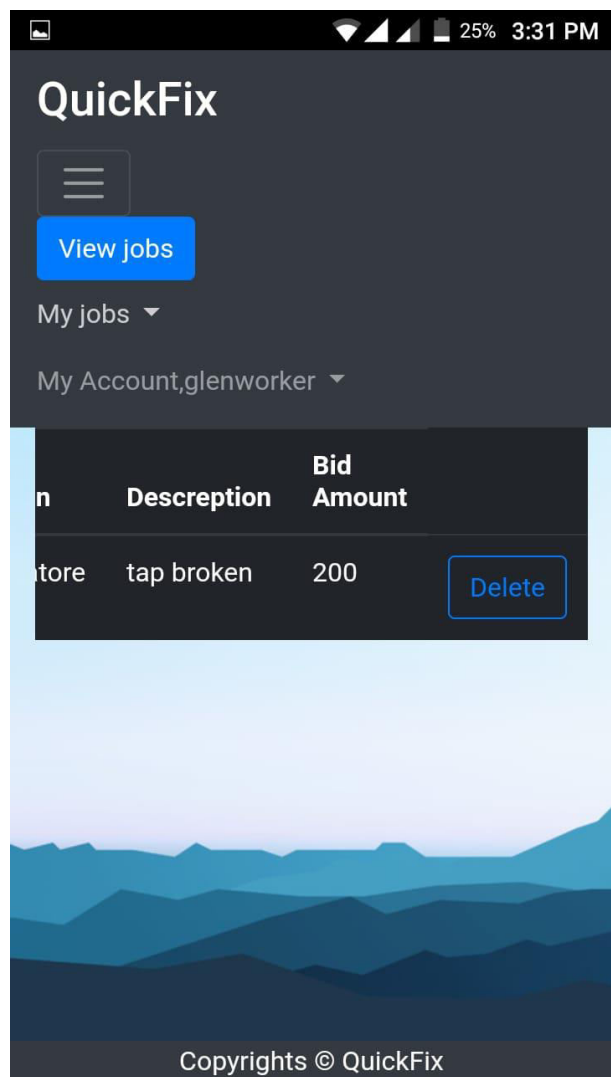 25% 3:31 PM
QuickFix
View jobs
My jobs
My Account,glenworker
n Descreption Bid Amount
tore tap broken 200 Delete
Copyrights © QuickFix